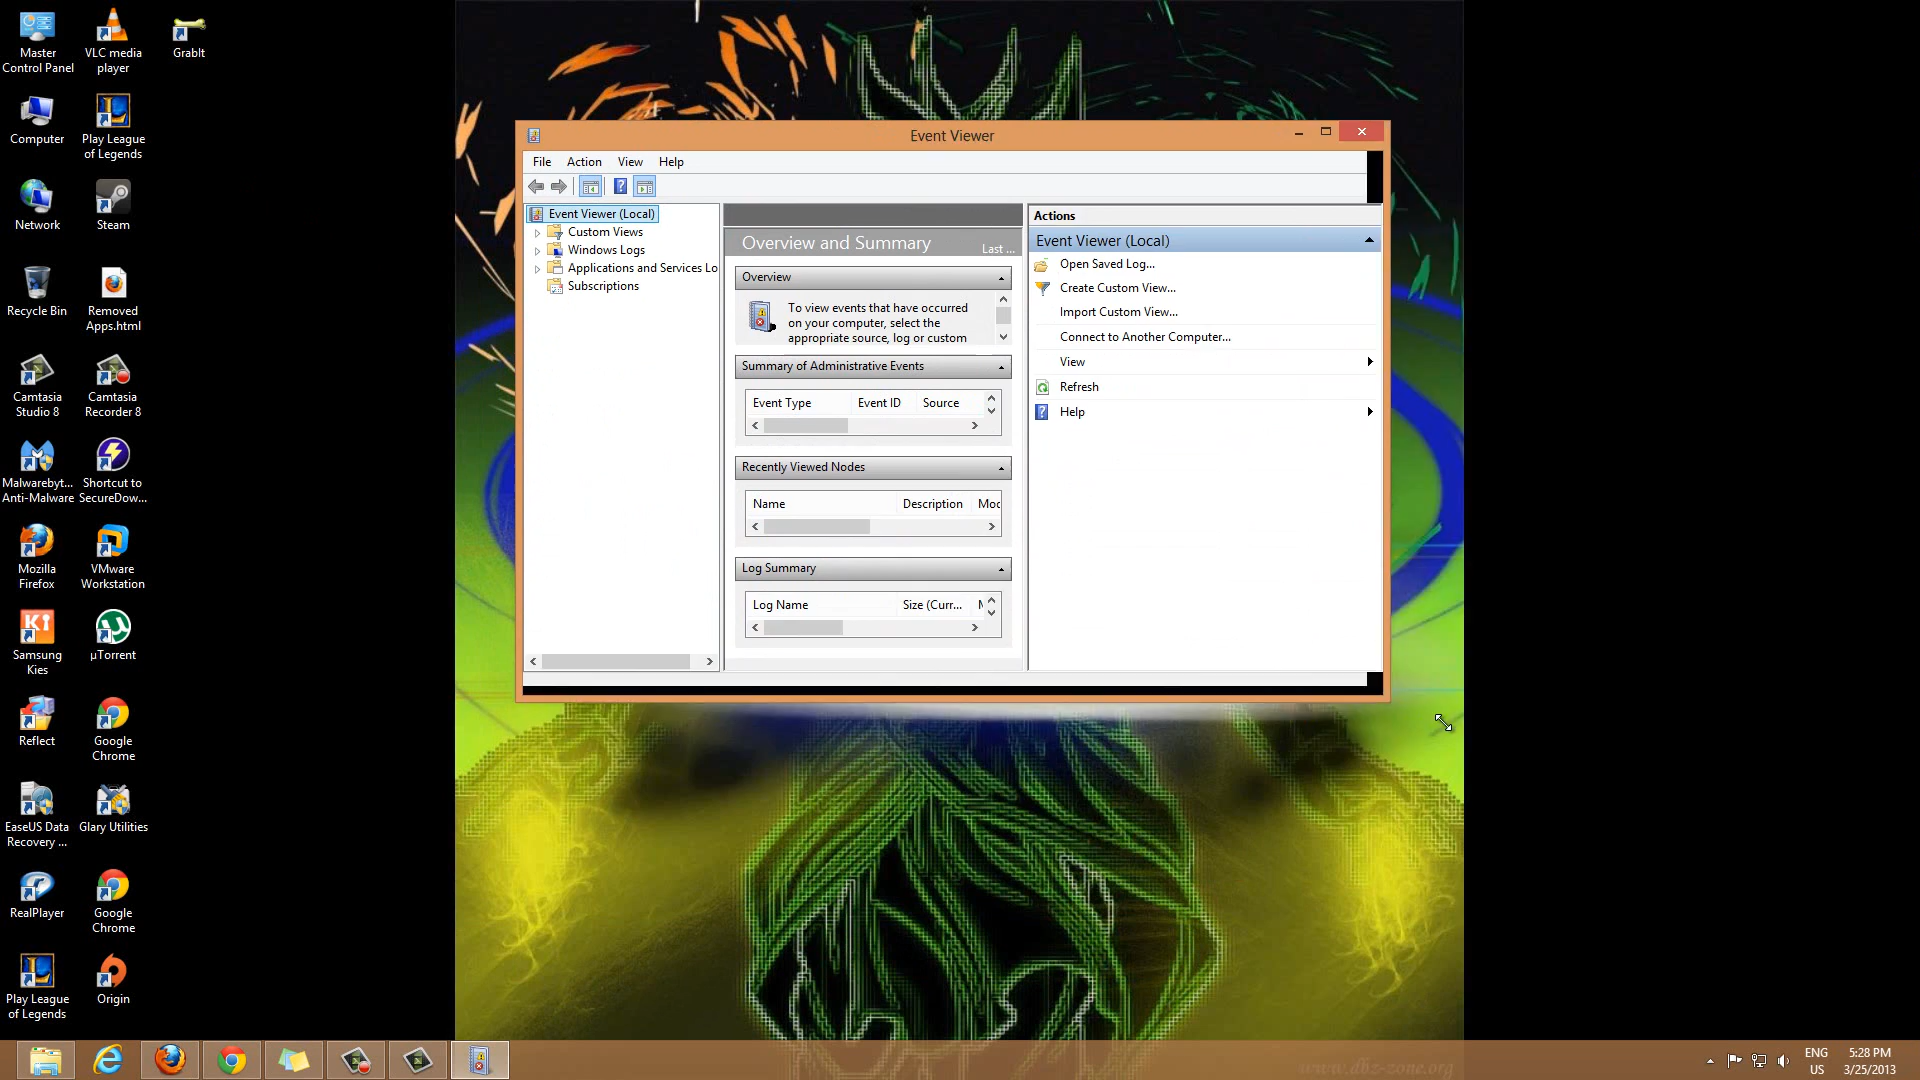 Master
Control Panel
VLC media
player
GrabIt
Computer
Play League
of Legends
Network
Steam
Recycle Bin
Removed
Apps.html
Camtasia
Studio 8
Camtasia
Recorder 8
Malwarebyt...
Anti-Malware
Shortcut to
SecureDow...
Mozilla
Firefox
VMware
Workstation
Samsung
Kies
µTorrent
Reflect
Google
Chrome
EaseUS Data
Recovery ...
Glary Utilities
RealPlayer
Google
Chrome
Play League
of Legends
Origin
Event Viewer
File Action View Help
Event Viewer (Local)
Custom Views
Windows Logs
Applications and Services Lo
Subscriptions
Overview and Summary
Last ...
Overview
To view events that have occurred
on your computer, select the
appropriate source, log or custom
Summary of Administrative Events
Event Type Event ID Source
Recently Viewed Nodes
Name Description Moc
Log Summary
Log Name Size (Curr...
Actions
Event Viewer (Local)
Open Saved Log...
Create Custom View...
Import Custom View...
Connect to Another Computer...
View
Refresh
Help
www.dbz-zone.org
ENG
US
5:28 PM
3/25/2013